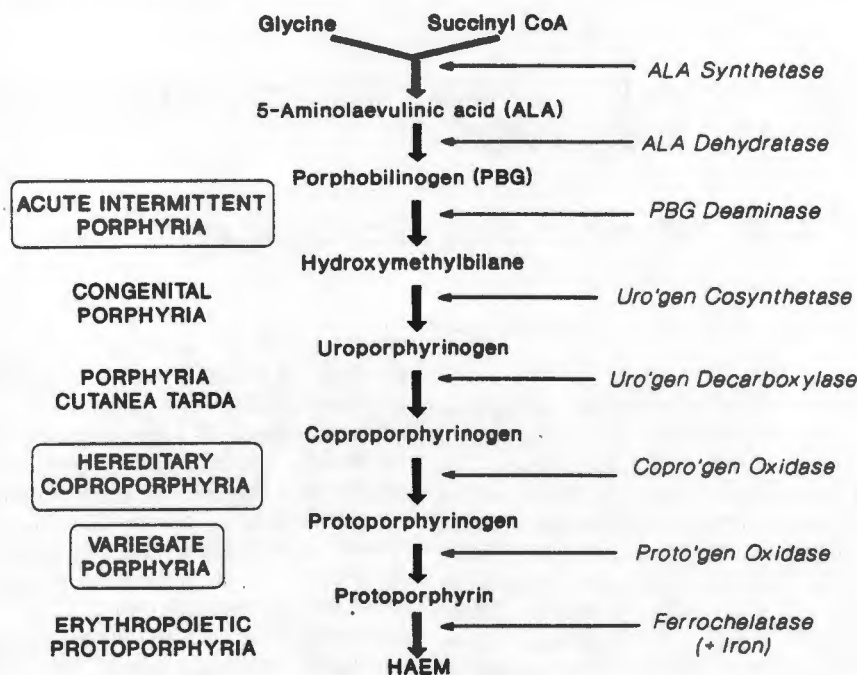 Glycine Succinyl CoA
ALA Synthetase
5-Aminolaevulinic acid (ALA)
ALA Dehydratase
Porphobilinogen (PBG)
ACUTE INTERMITTENT
PORPHYRIA
PBG Deaminase
Hydroxymethylbilane
CONGENITAL
PORPHYRIA
Uro'gen Cosynthetase
Uroporphyrinogen
PORPHYRIA
CUTANEA TARDA
Uro'gen Decarboxylase
Coproporphyrinogen
HEREDITARY
COPROPORPHYRIA
Copro'gen Oxidase
Protoporphyrinogen
VARIEGATE
PORPHYRIA
Proto'gen Oxidase
Protoporphyrin
ERYTHROPOIETIC
PROTOPORPHYRIA
Ferrochelatase
(+ Iron)
HAEM